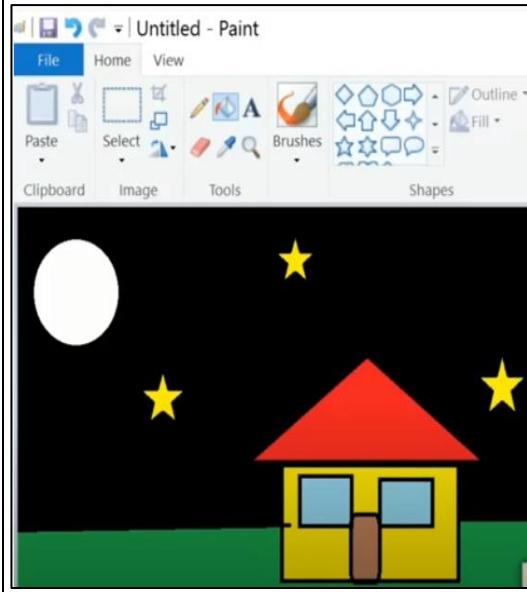 Untitled - Paint
File Home View
Paste Select Brushes Outline
Fill
A
Clipboard Image Tools Shapes